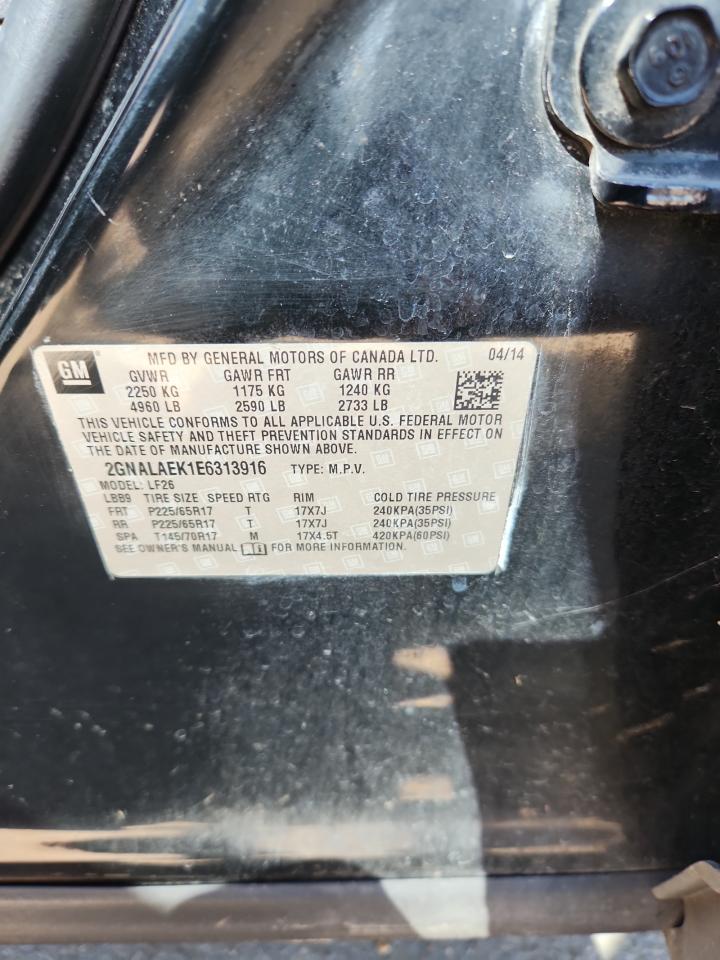 GM MFD BY GENERAL MOTORS OF CANADA LTD. 04/14
GVWR GAWR FRT GAWR RR
2250 KG 1175 KG 1240 KG
4960 LB 2590 LB 2733 LB
THIS VEHICLE CONFORMS TO ALL APPLICABLE U.S. FEDERAL MOTOR
VEHICLE SAFETY AND THEFT PREVENTION STANDARDS IN EFFECT ON
THE DATE OF MANUFACTURE SHOWN ABOVE.
2GNALAEK1E6313916 TYPE: M.P.V.
MODEL: LF26
LBB9 TIRE SIZE SPEED RTG RIM COLD TIRE PRESSURE
FRT P225/65R17 T 17X7J 240KPA(35PSI)
RR P225/65R17 T 17X7J 240KPA(35PSI)
SPA T145/70R17 M 17X4.5T 420KPA(60PSI)
SEE OWNER'S MANUAL FOR MORE INFORMATION.